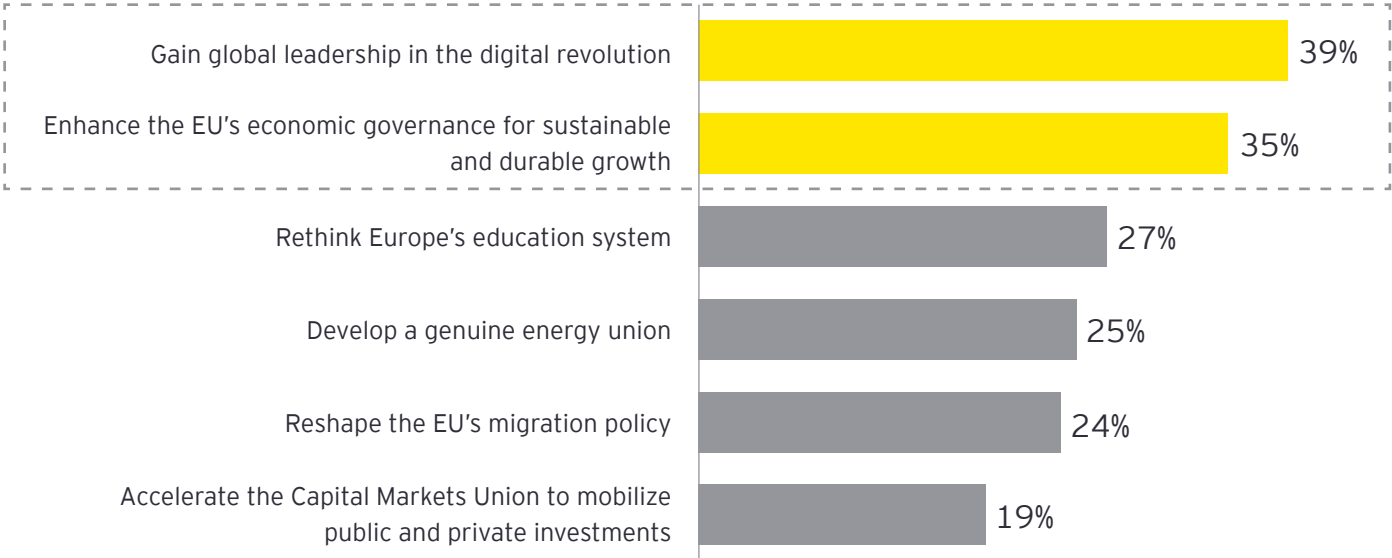 Gain global leadership in the digital revolution
39%
Enhance the EU’s economic governance for sustainable
and durable growth
35%
Rethink Europe’s education system
27%
Develop a genuine energy union
25%
Reshape the EU’s migration policy
24%
Accelerate the Capital Markets Union to mobilize
public and private investments
19%